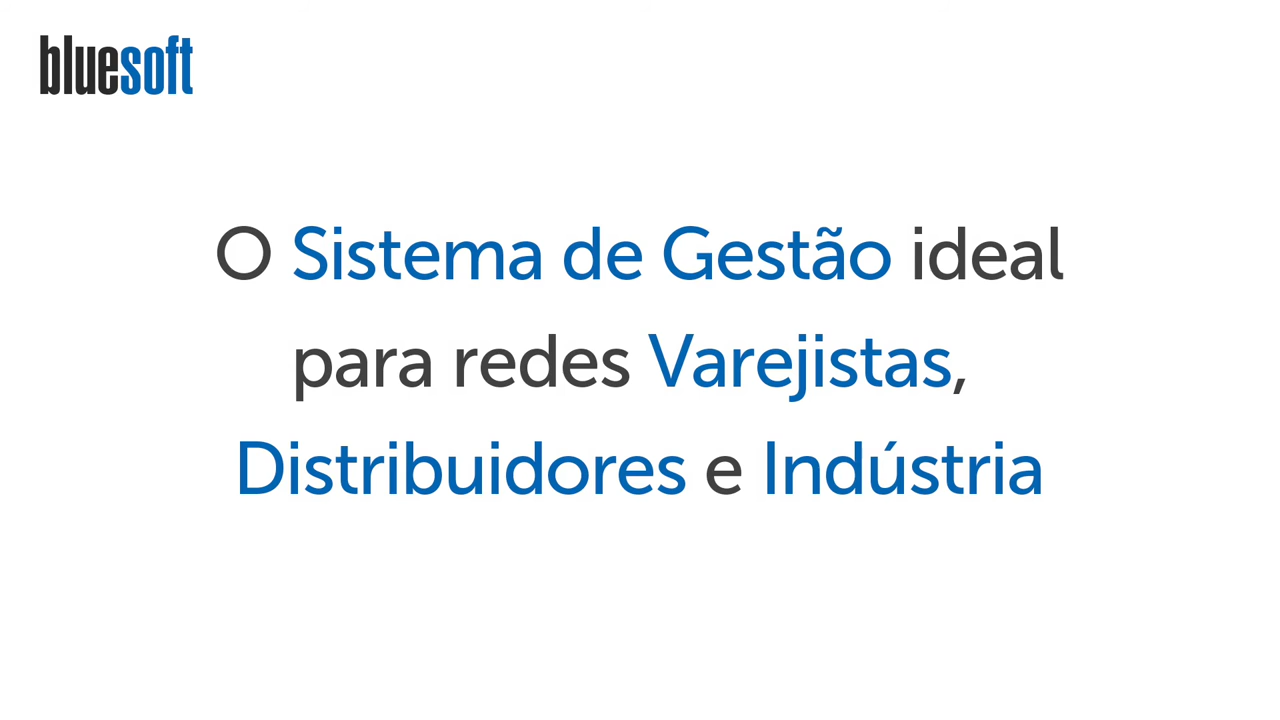 bluesoft
O Sistema de Gestão ideal
para redes Varejistas,
Distribuidores e Indústria